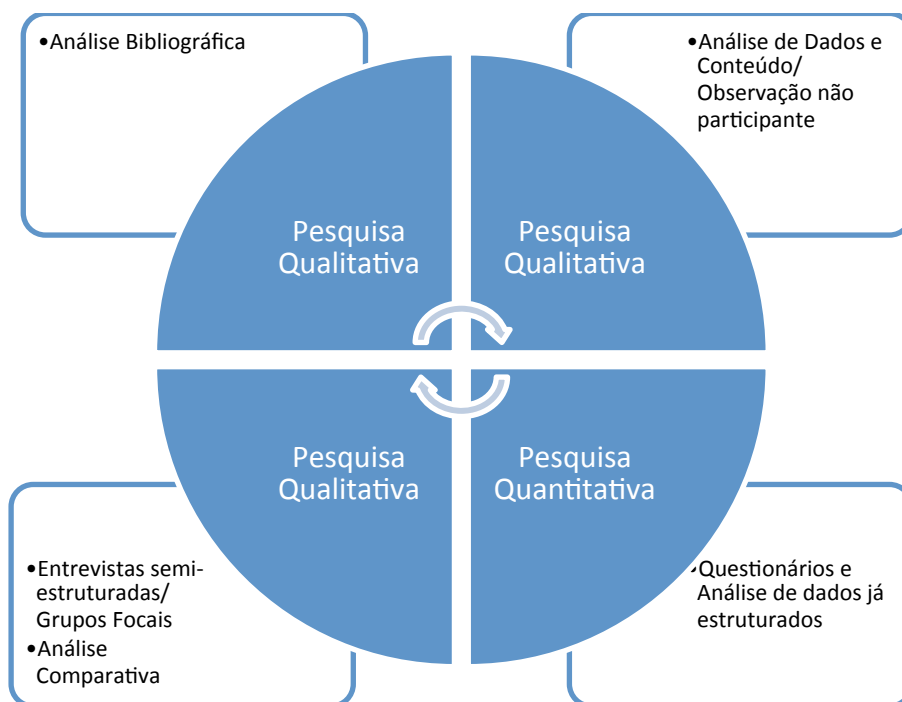 •Análise Bibliográfica
•Análise de Dados e
Conteúdo/
Observação não
participante
Pesquisa
Qualitativa
Pesquisa
Qualitativa
Pesquisa
Qualitativa
Pesquisa
Quantitativa
•Entrevistas semi-
estruturadas/
Grupos Focais
•Análise
Comparativa
•Questionários e
Análise de dados já
estruturados